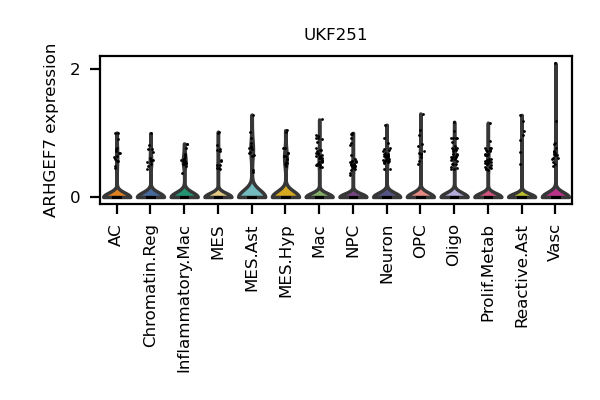 UKF251
ARHGEF7 expression
2
0
AC
Chromatin.Reg
Inflammatory.Mac
MES
MES.Ast
MES.Hyp
Mac
NPC
Neuron
OPC
Oligo
Prolif.Metab
Reactive.Ast
Vasc